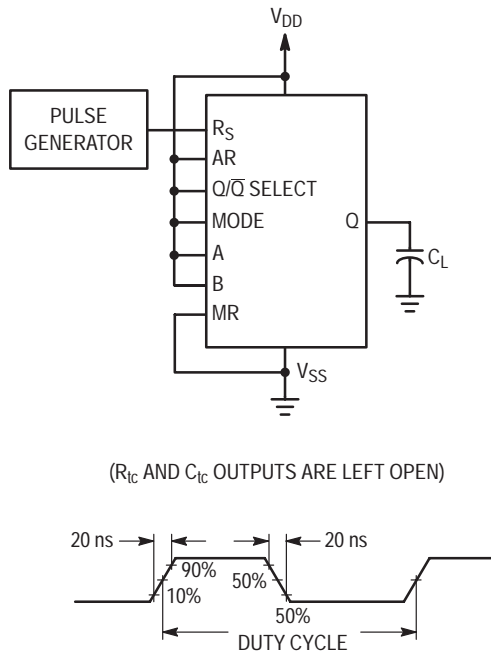 V_DD
PULSE
GENERATOR
R_S
AR
Q/Q̅ SELECT
MODE
Q
A
B
C_L
MR
V_SS
(R_tc AND C_tc OUTPUTS ARE LEFT OPEN)
20 ns
20 ns
90%
50%
10%
50%
DUTY CYCLE